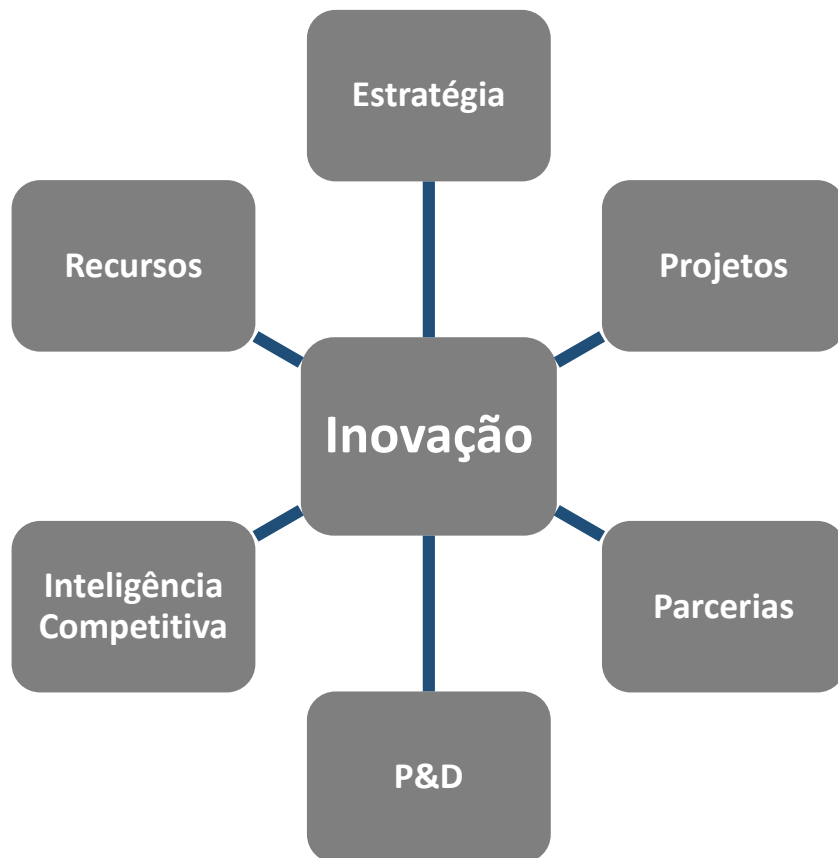 Estratégia
Recursos
Projetos
Inovação
Inteligência
Competitiva
Parcerias
P&D